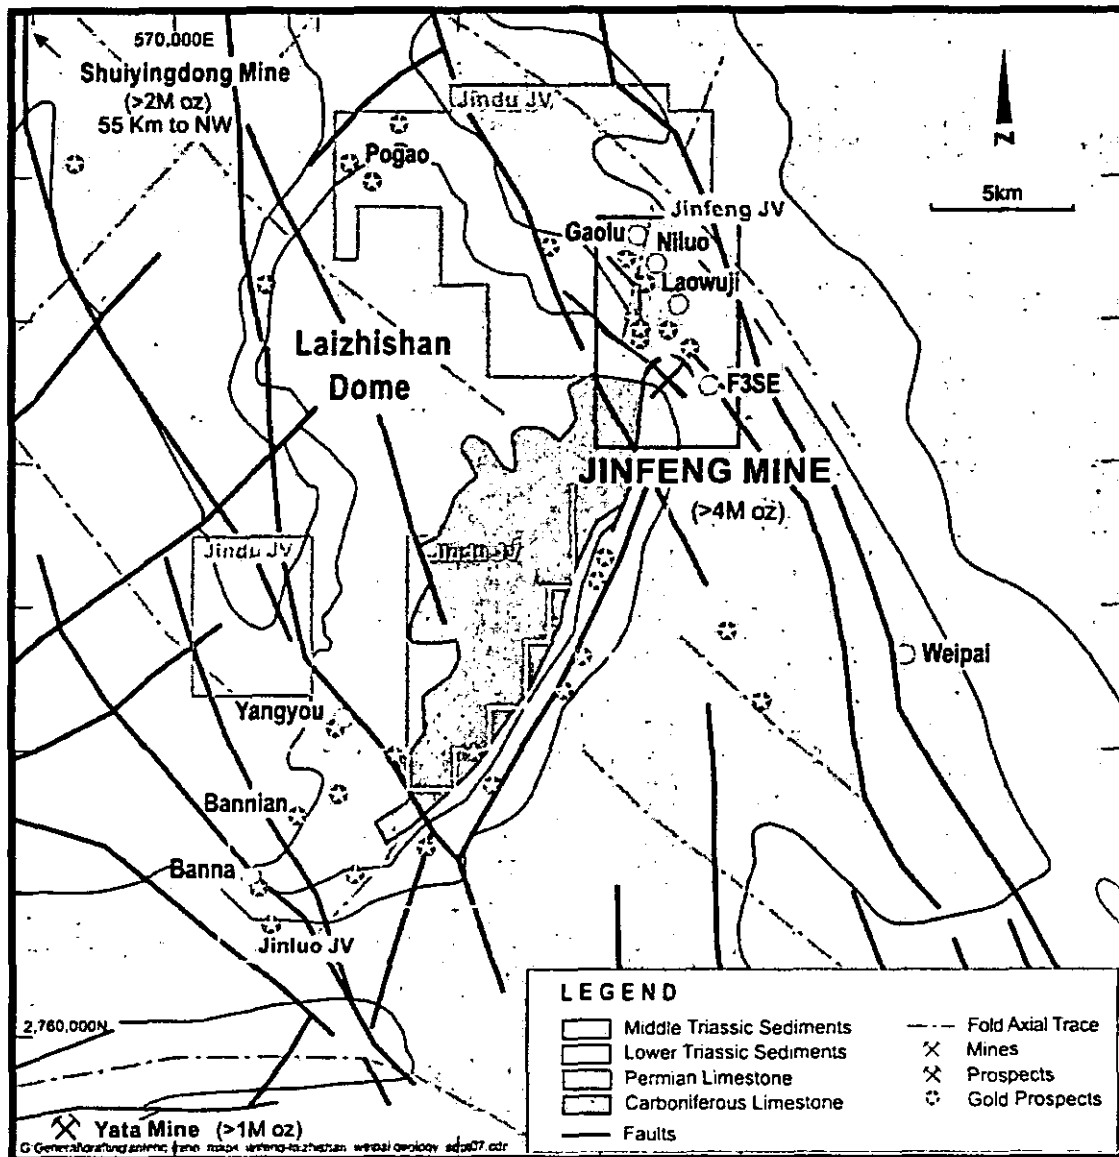 570,000E
Shuiyingdong Mine
(>2M oz)
55 Km to NW
Jindu JV
Pogao
N
5km
Jinfeng JV
Gaolu
Niluo
Laowuji
Laizhishan
Dome
F3SE
JINFENG MINE
(>4M oz)
Jindu JV
Jindu JV
Weipai
Yangyou
Bannian
Banna
Jinluo JV
2,760,000N
LEGEND
Middle Triassic Sediments
Lower Triassic Sediments
Permian Limestone
Carboniferous Limestone
Faults
Fold Axial Trace
Mines
Prospects
Gold Prospects
Yata Mine (>1M oz)